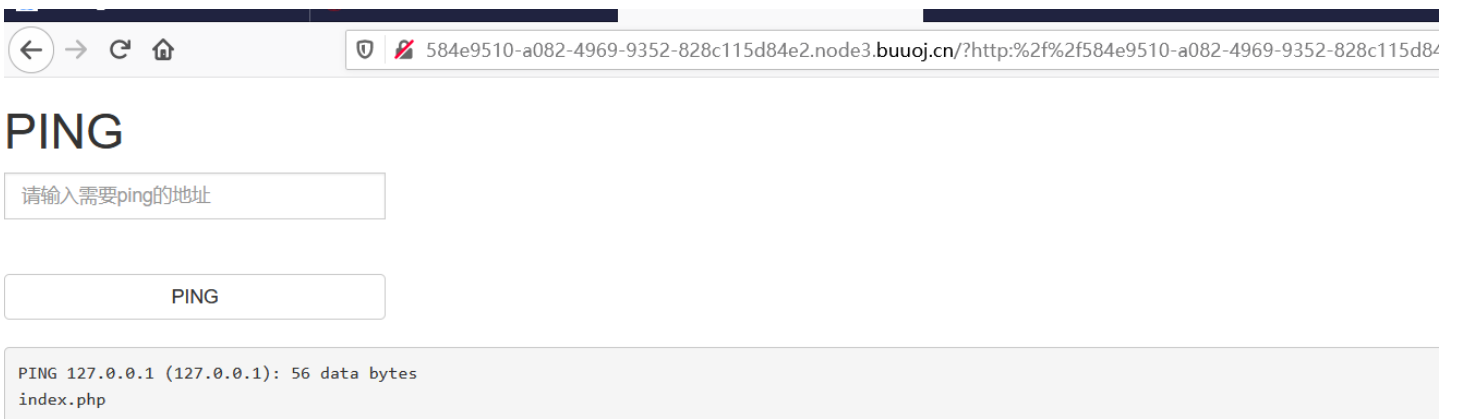 584e9510-a082-4969-9352-828c115d84e2.node3.buuoj.cn/?http:%2f%2f584e9510-a082-4969-9352-828c115d84
PING
请输入需要ping的地址
PING
PING 127.0.0.1 (127.0.0.1): 56 data bytes
index.php